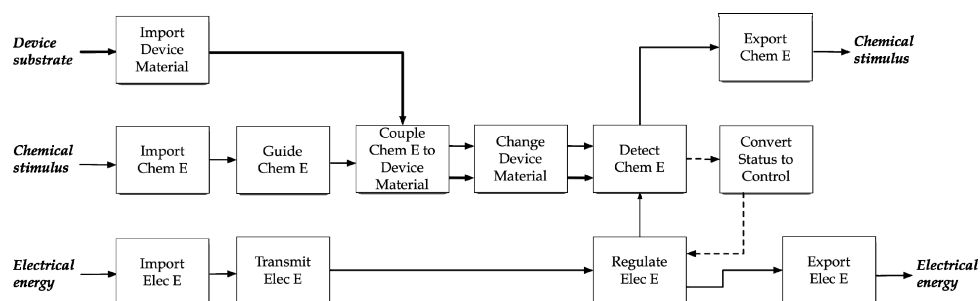 Device
substrate
Import
Device
Material
Export
Chem E
Chemical
stimulus
Chemical
stimulus
Import
Chem E
Guide
Chem E
Couple
Chem E to
Device
Material
Change
Device
Material
Detect
Chem E
Convert
Status to
Control
Electrical
energy
Import
Elec E
Transmit
Elec E
Regulate
Elec E
Export
Elec E
Electrical
energy